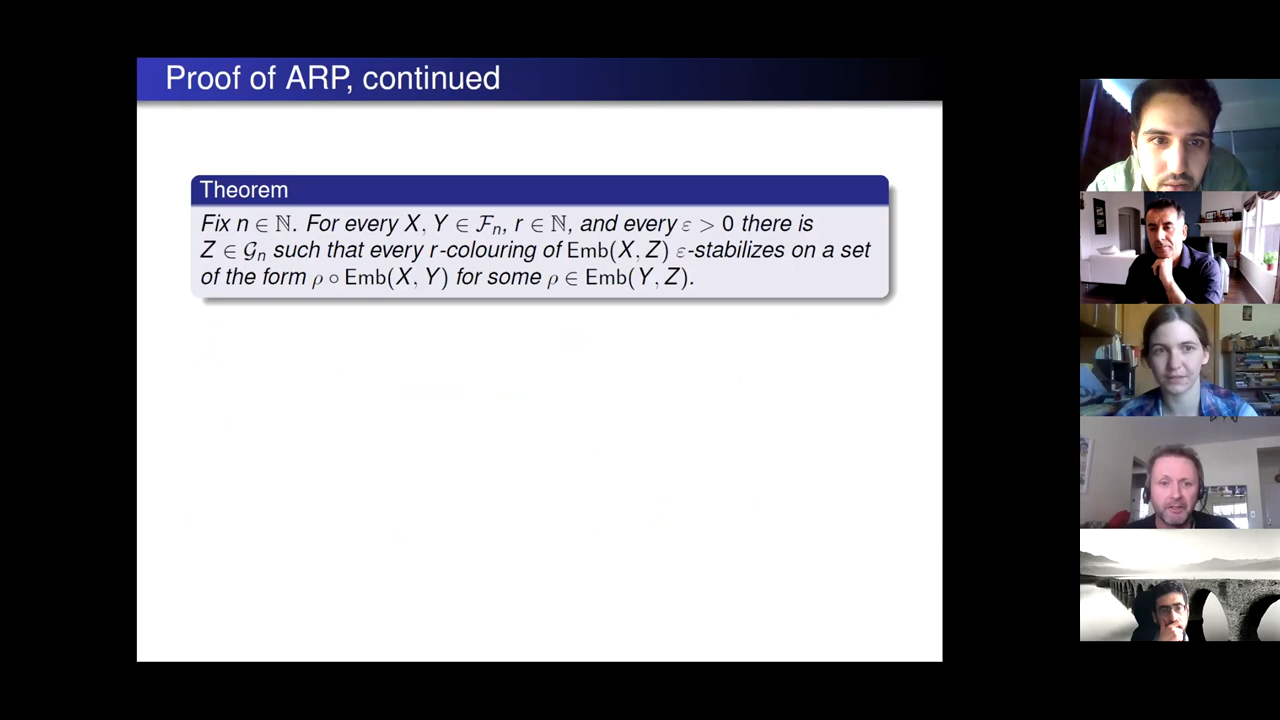 Proof of ARP, continued
Theorem
Fix n ∈ ℕ. For every X, Y ∈ 𝓕ₙ, r ∈ ℕ, and every ε > 0 there is
Z ∈ 𝓖ₙ such that every r-colouring of Emb(X, Z) ε-stabilizes on a set
of the form ρ ∘ Emb(X, Y) for some ρ ∈ Emb(Y, Z).